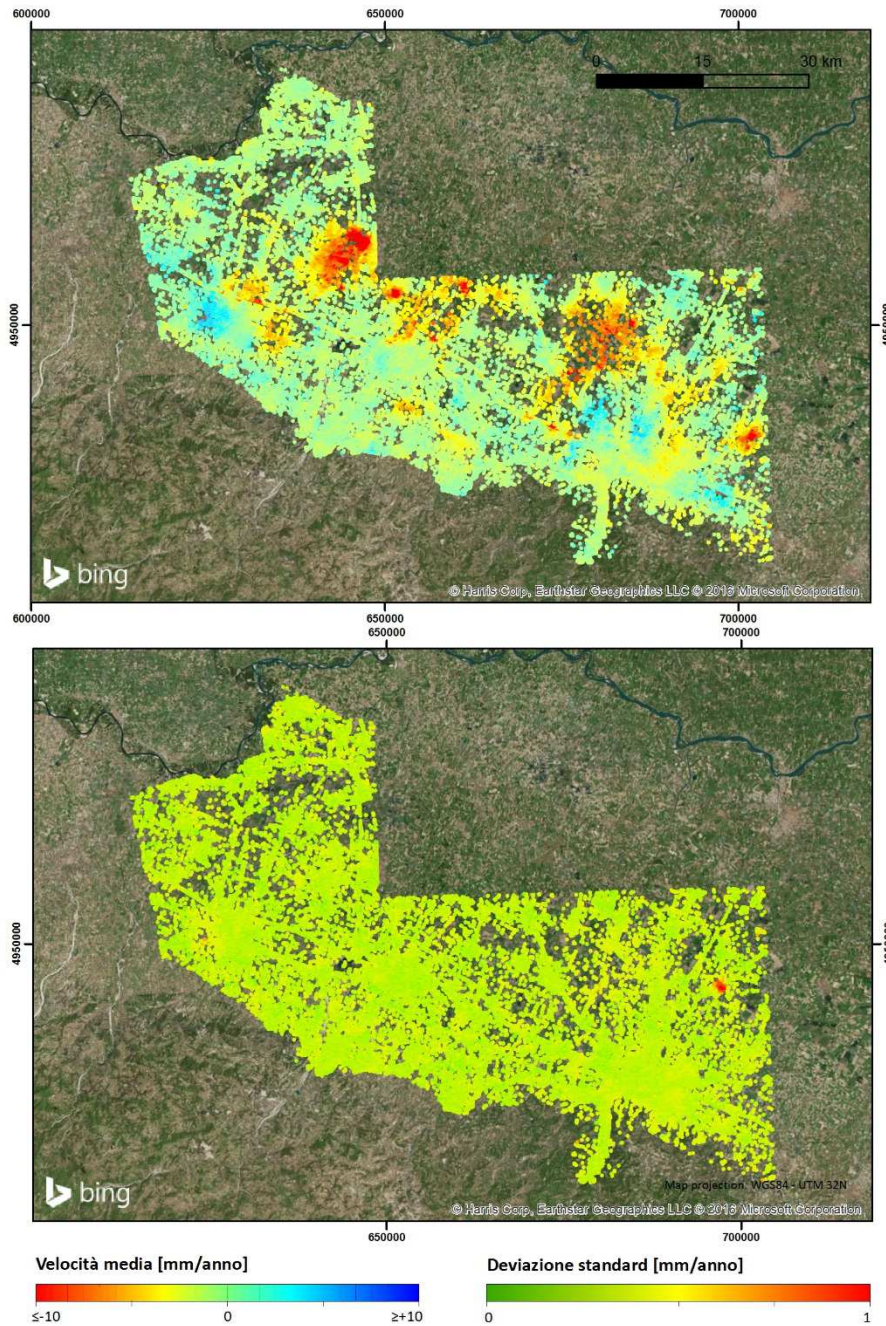 600000 650000 700000
0 15 30 km
4950000 4950000
bing
© Harris Corp, Earthstar Geographics LLC © 2016 Microsoft Corporation
600000 650000 700000
4950000 4950000
Map projection: WGS84 - UTM 32N
bing
© Harris Corp, Earthstar Geographics LLC © 2016 Microsoft Corporation
650000 700000
Velocità media [mm/anno] Deviazione standard [mm/anno]
≤-10 0 ≥+10 0 1